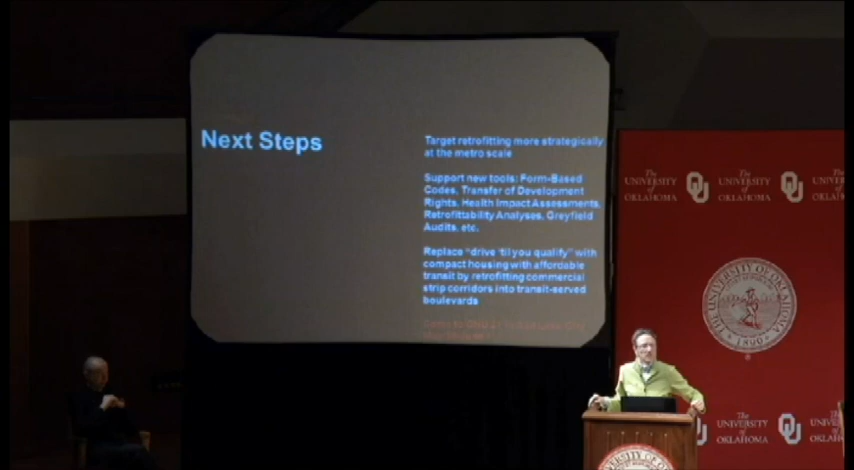 Next Steps
Target retrofitting more strategically
at the metro scale
Support new tools: Form-Based
Codes, Transfer of Development
Rights, Health Impact Assessments,
Retrofittability Analyses, Greyfield
Audits, etc.
Replace "drive 'til you qualify" with
compact housing with affordable
transit by retrofitting commercial
strip corridors into transit-served
boulevards
The
UNIVERSITY
of
OKLAHOMA
The
UNIVERSITY
of
OKLAHOMA
The
UNIVERSITY OF OKLAHOMA
1890
The
UNIVERSITY
of
OKLAHOMA